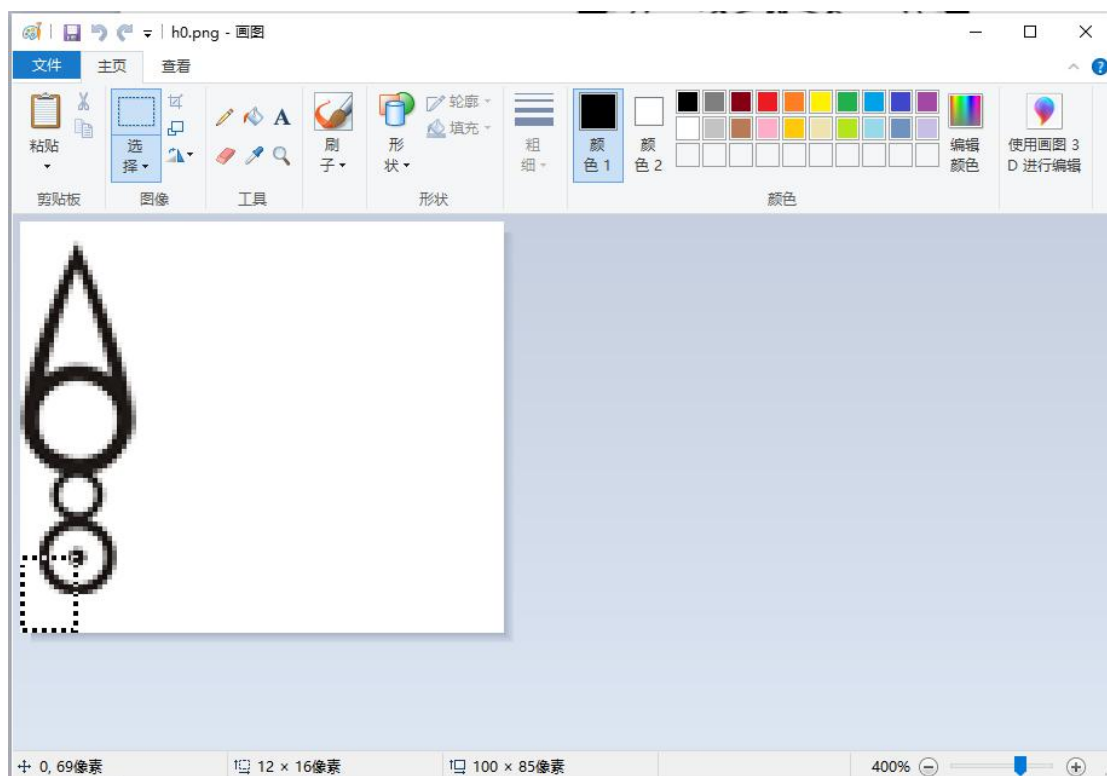 h0.png - 画图
文件 主页 查看
粘贴
选择
A
刷子
形状
轮廓
填充
粗细
颜色 1
颜色 2
编辑颜色
使用画图 3D 进行编辑
剪贴板 图像 工具 形状 颜色
0, 69像素 12 × 16像素 100 × 85像素 400%